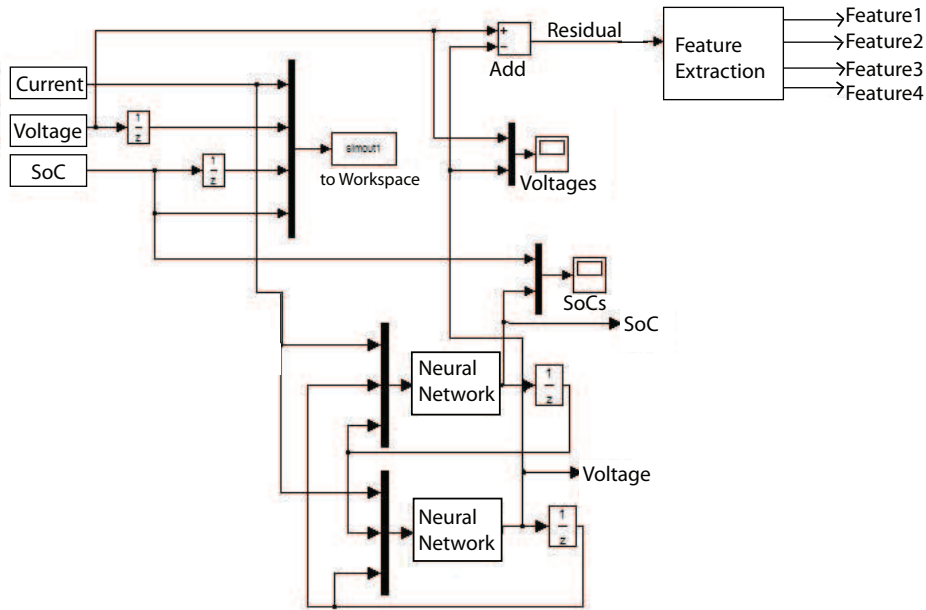 Feature1
+
−
Residual
Feature
Extraction
Feature2
Add
Feature3
Feature4
Current
Voltage
1
z
simout1
to Workspace
SoC
1
z
Voltages
SoCs
SoC
Neural
Network
1
z
Voltage
Neural
Network
1
z